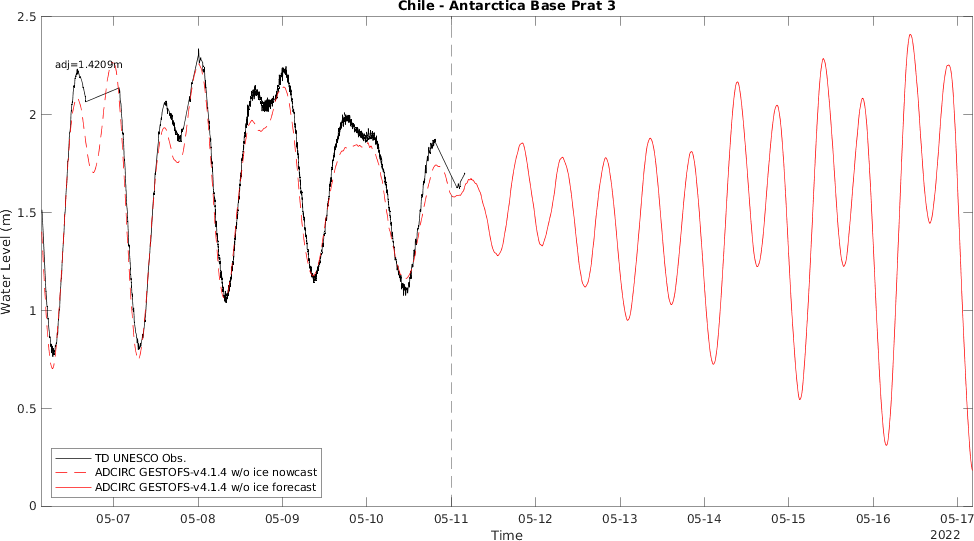 Chile - Antarctica Base Prat 3
adj=1.4209m
Water Level (m)
2.5
2
1.5
1
0.5
0
TD UNESCO Obs.
ADCIRC GESTOFS-v4.1.4 w/o ice nowcast
ADCIRC GESTOFS-v4.1.4 w/o ice forecast
05-07 05-08 05-09 05-10 05-11 05-12 05-13 05-14 05-15 05-16 05-17
Time
2022